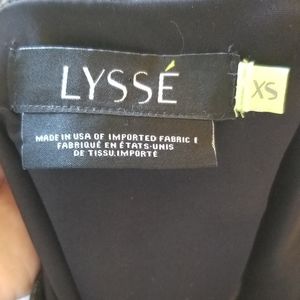 LYSSÉ
XS
MADE IN USA OF IMPORTED FABRIC E
FABRIQUÉ EN ÉTATS-UNIS
DE TISSU.IMPORTÉ